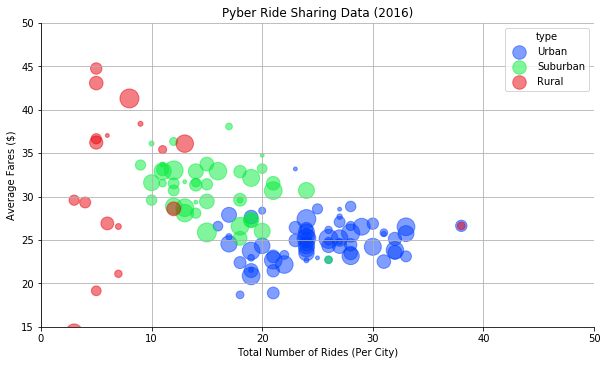 Pyber Ride Sharing Data (2016)
50
45
40
35
30
25
20
15
Average Fares ($)
type
Urban
Suburban
Rural
0
10
20
30
40
50
Total Number of Rides (Per City)